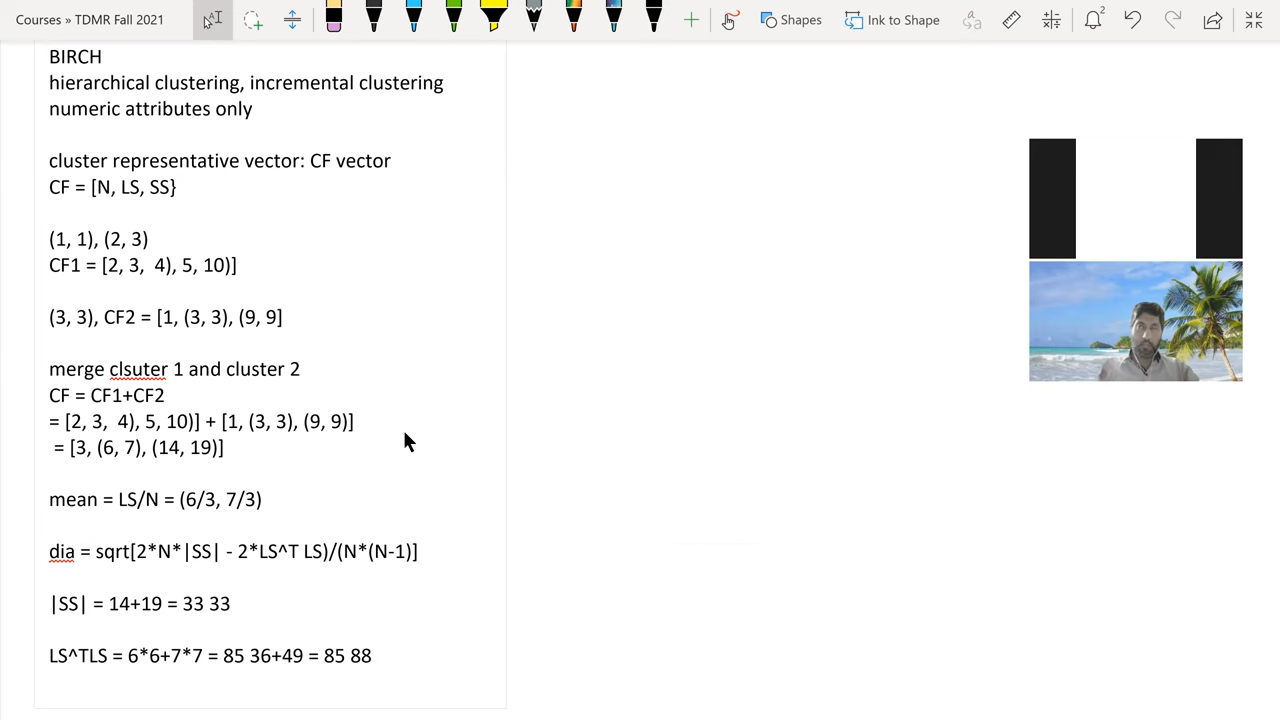 Courses » TDMR Fall 2021
Shapes
Ink to Shape
2
BIRCH
hierarchical clustering, incremental clustering
numeric attributes only
cluster representative vector: CF vector
CF = [N, LS, SS}
(1, 1), (2, 3)
CF1 = [2, 3,  4), 5, 10)]
(3, 3), CF2 = [1, (3, 3), (9, 9]
merge clsuter 1 and cluster 2
CF = CF1+CF2
= [2, 3,  4), 5, 10)] + [1, (3, 3), (9, 9)]
= [3, (6, 7), (14, 19)]
mean = LS/N = (6/3, 7/3)
dia = sqrt[2*N*|SS| - 2*LS^T LS)/(N*(N-1)]
|SS| = 14+19 = 33 33
LS^TLS = 6*6+7*7 = 85 36+49 = 85 88